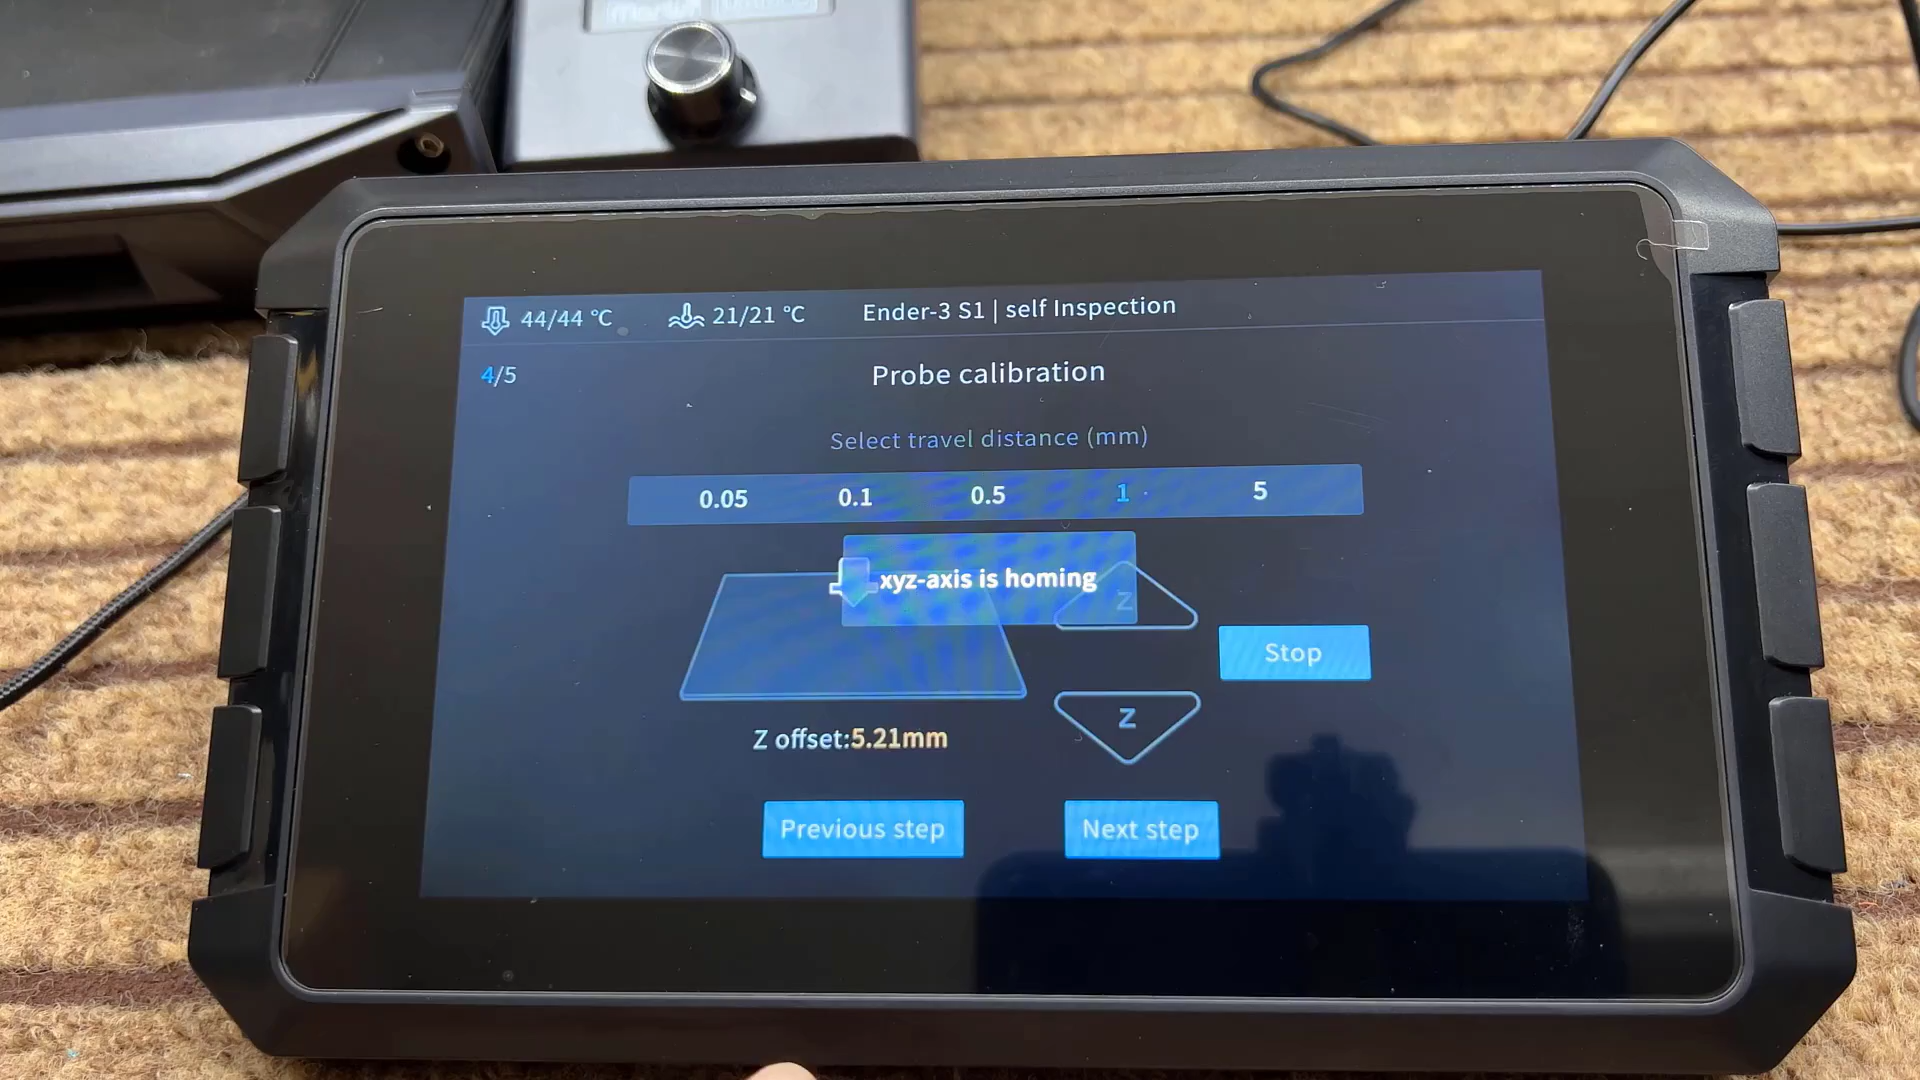 44/44 °C
21/21 °C
Ender-3 S1 | self Inspection
4/5
Probe calibration
Select travel distance (mm)
0.05 0.1 0.5 1 5
xyz-axis is homing
Z
Stop
Z
Z offset:5.21mm
Previous step
Next step